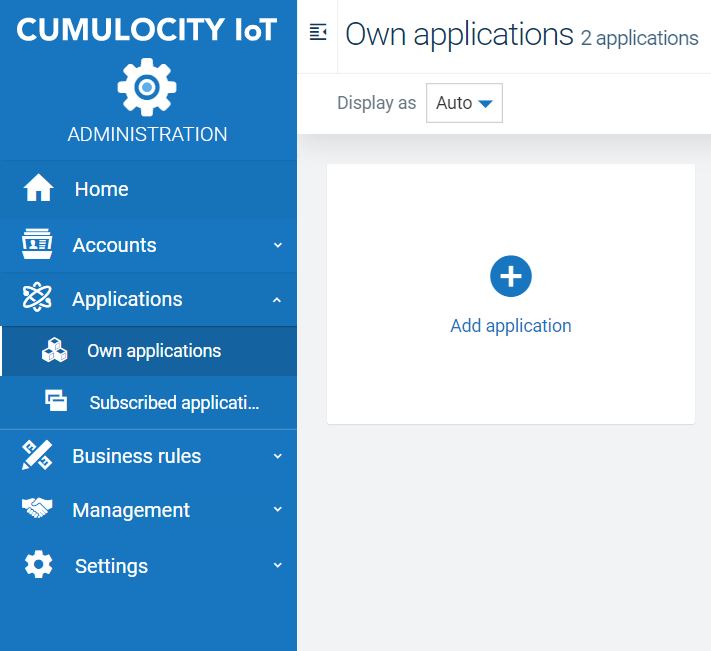 CUMULOCITY IoT
ADMINISTRATION
Home
Accounts
Applications
Own applications
Subscribed applicati...
Business rules
Management
Settings
Own applications 2 applications
Display as Auto
Add application